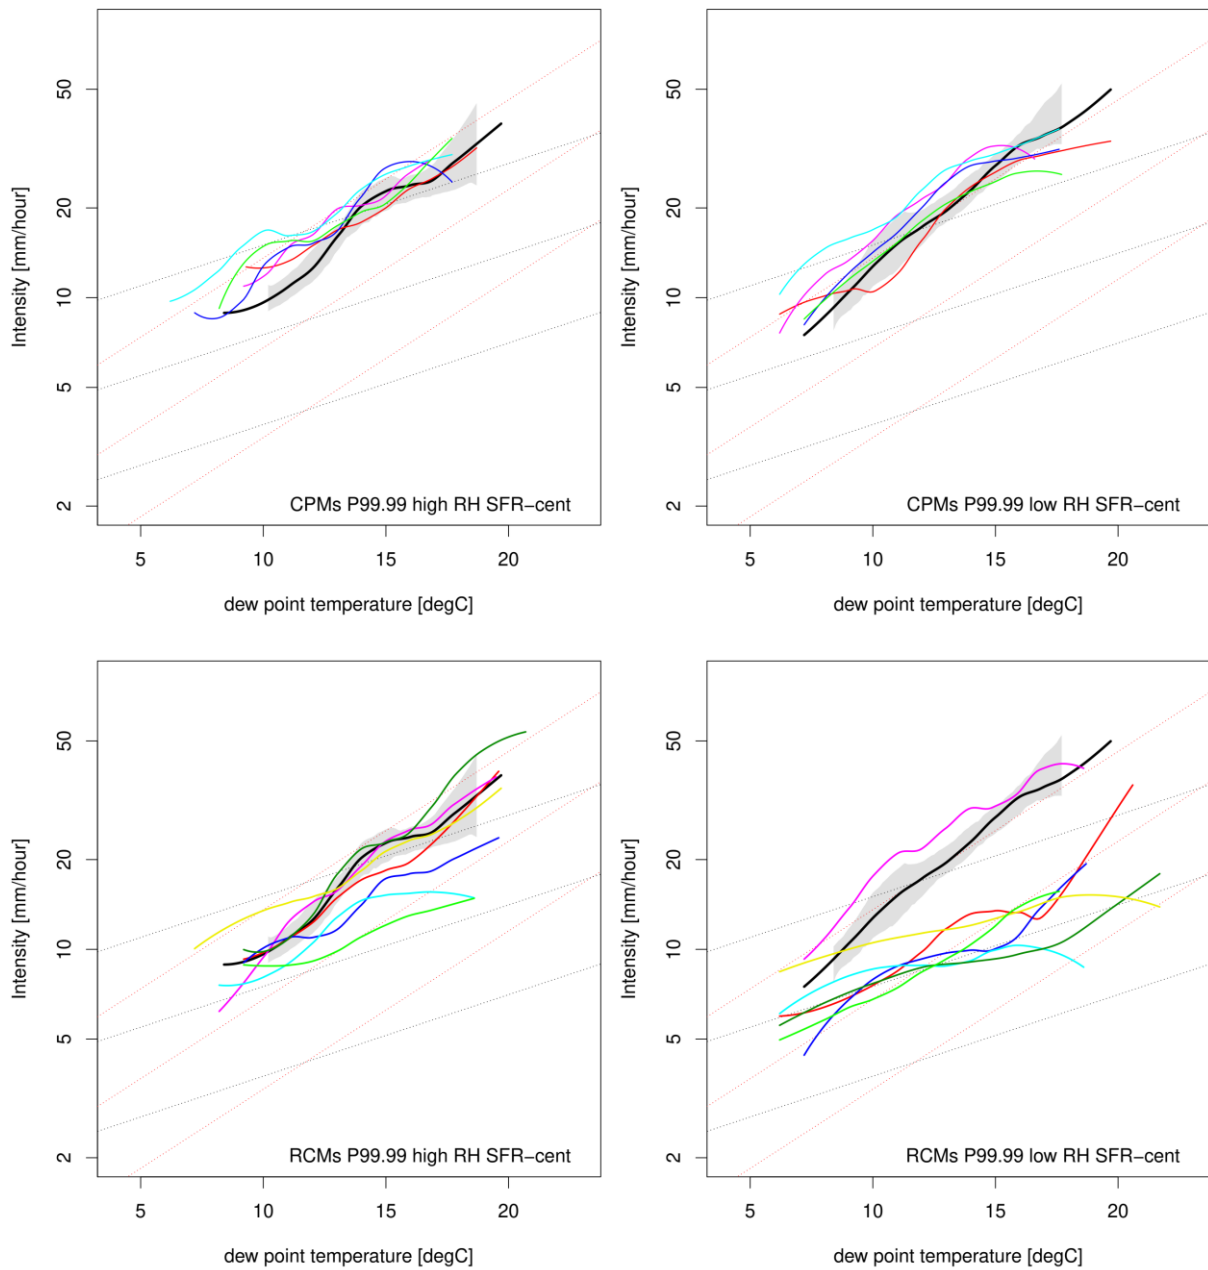 50
20
10
5
2
Intensity [mm/hour]
CPMs P99.99 high RH SFR−cent
5 10 15 20
dew point temperature [degC]
50
20
10
5
2
Intensity [mm/hour]
CPMs P99.99 low RH SFR−cent
5 10 15 20
dew point temperature [degC]
50
20
10
5
2
Intensity [mm/hour]
RCMs P99.99 high RH SFR−cent
5 10 15 20
dew point temperature [degC]
50
20
10
5
2
Intensity [mm/hour]
RCMs P99.99 low RH SFR−cent
5 10 15 20
dew point temperature [degC]